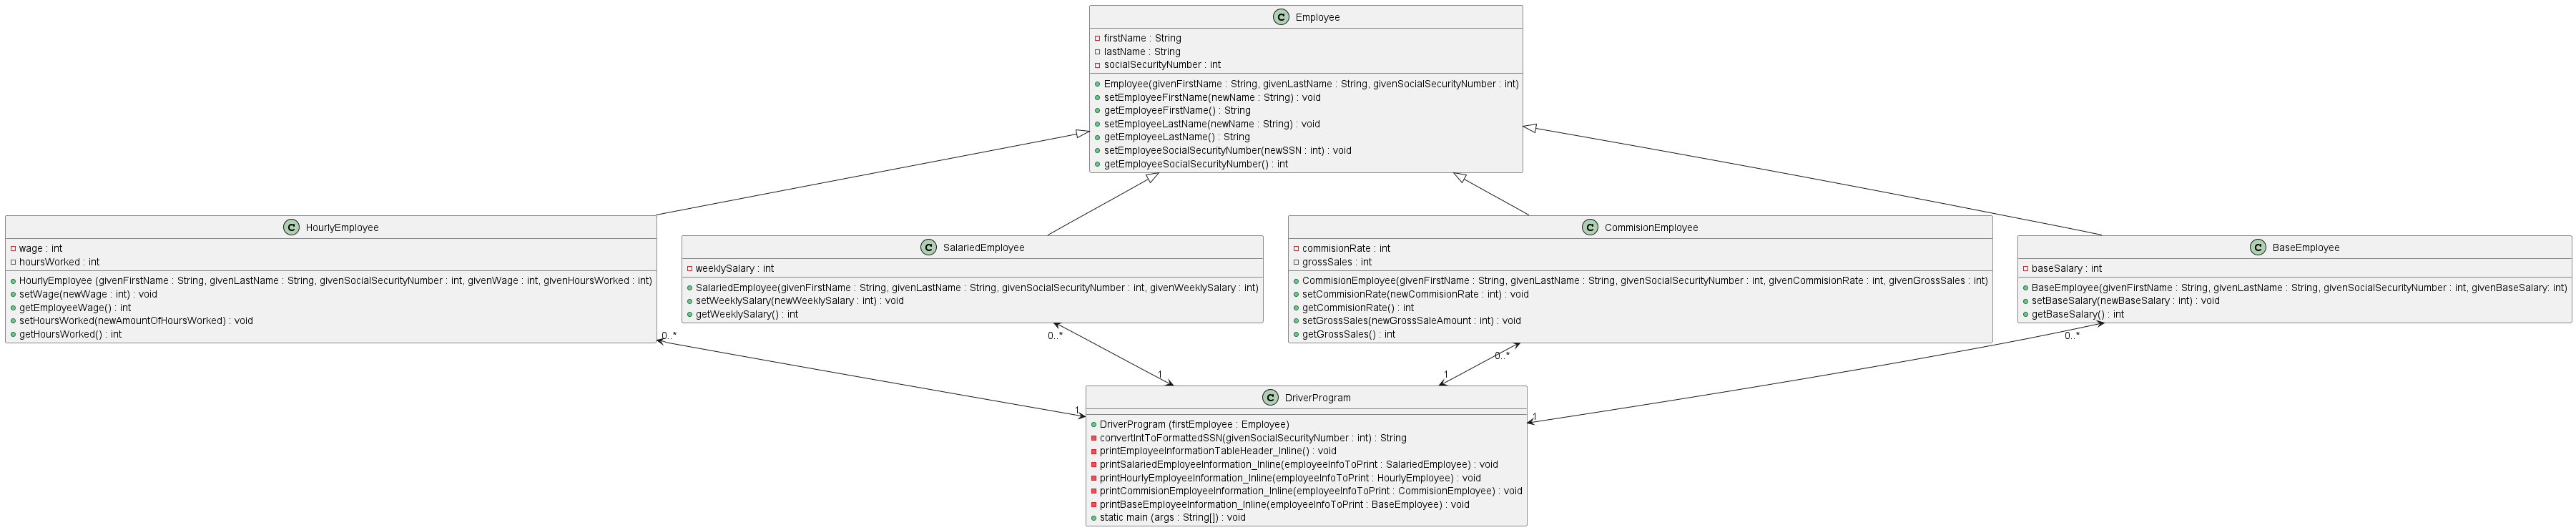 C Employee
firstName : String
lastName : String
socialSecurityNumber : int
Employee(givenFirstName : String, givenLastName : String, givenSocialSecurityNumber : int)
setEmployeeFirstName(newName : String) : void
getEmployeeFirstName() : String
setEmployeeLastName(newName : String) : void
getEmployeeLastName() : String
setEmployeeSocialSecurityNumber(newSSN : int) : void
getEmployeeSocialSecurityNumber() : int
C HourlyEmployee
wage : int
hoursWorked : int
HourlyEmployee (givenFirstName : String, givenLastName : String, givenSocialSecurityNumber : int, givenWage : int, givenHoursWorked : int)
setWage(newWage : int) : void
getEmployeeWage() : int
setHoursWorked(newAmountOfHoursWorked) : void
getHoursWorked() : int
C SalariedEmployee
weeklySalary : int
SalariedEmployee(givenFirstName : String, givenLastName : String, givenSocialSecurityNumber : int, givenWeeklySalary : int)
setWeeklySalary(newWeeklySalary : int) : void
getWeeklySalary() : int
C CommisionEmployee
commisionRate : int
grossSales : int
CommisionEmployee(givenFirstName : String, givenLastName : String, givenSocialSecurityNumber : int, givenCommisionRate : int, givenGrossSales : int)
setCommisionRate(newCommisionRate : int) : void
getCommisionRate() : int
setGrossSales(newGrossSaleAmount : int) : void
getGrossSales() : int
C BaseEmployee
baseSalary : int
BaseEmployee(givenFirstName : String, givenLastName : String, givenSocialSecurityNumber : int, givenBaseSalary: int)
setBaseSalary(newBaseSalary : int) : void
getBaseSalary() : int
0..*
0..*
0..*
0..*
1
1
1
1
C DriverProgram
DriverProgram (firstEmployee : Employee)
convertIntToFormattedSSN(givenSocialSecurityNumber : int) : String
printEmployeeInformationTableHeader_Inline() : void
printSalariedEmployeeInformation_Inline(employeeInfoToPrint : SalariedEmployee) : void
printHourlyEmployeeInformation_Inline(employeeInfoToPrint : HourlyEmployee) : void
printCommisionEmployeeInformation_Inline(employeeInfoToPrint : CommisionEmployee) : void
printBaseEmployeeInformation_Inline(employeeInfoToPrint : BaseEmployee) : void
static main (args : String[]) : void